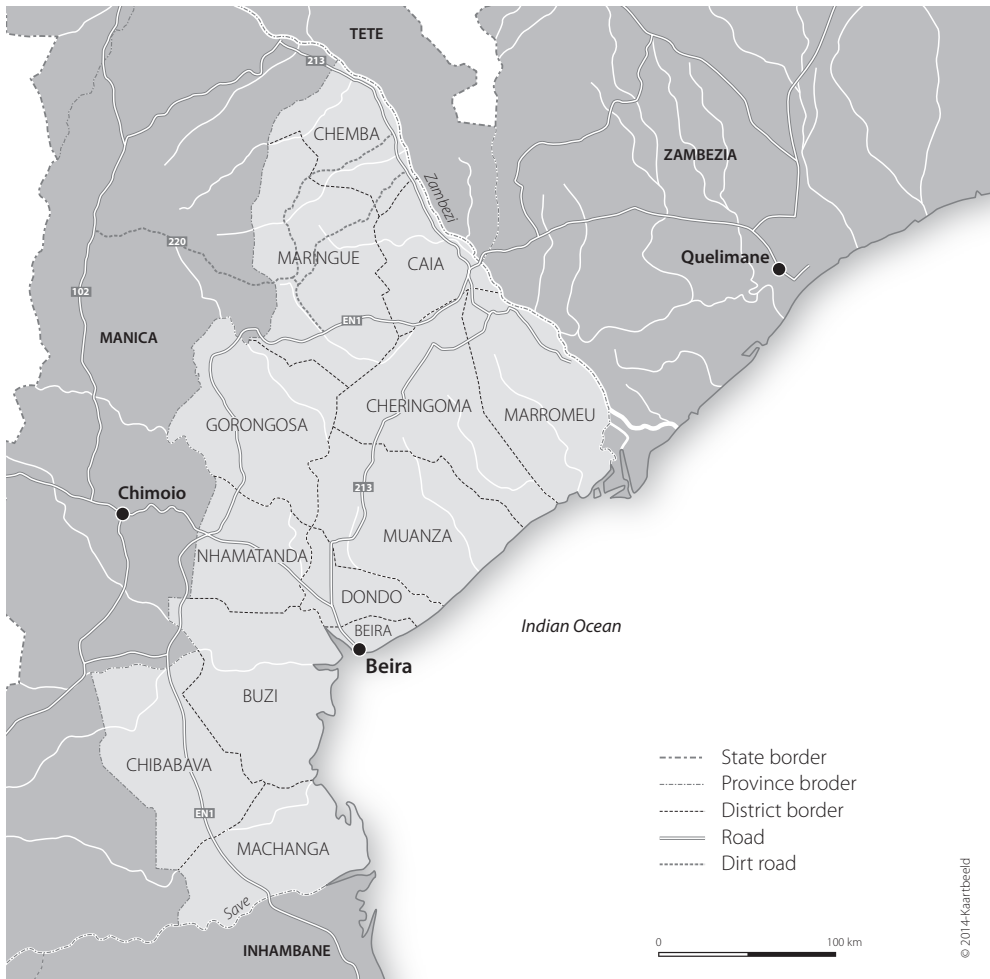 TETE
213
CHEMBA
ZAMBEZIA
Zambezi
220
MARINGUE
CAIA
Quelimane
102
EN1
MANICA
CHERINGOMA
MARROMEU
GORONGOSA
213
Chimoio
MUANZA
NHAMATANDA
DONDO
BEIRA
Indian Ocean
Beira
BUZI
CHIBABAVA
EN1
MACHANGA
Save
INHAMBANE
State border
Province broder
District border
Road
Dirt road
0 100 km
© 2014-Kaartbeeld